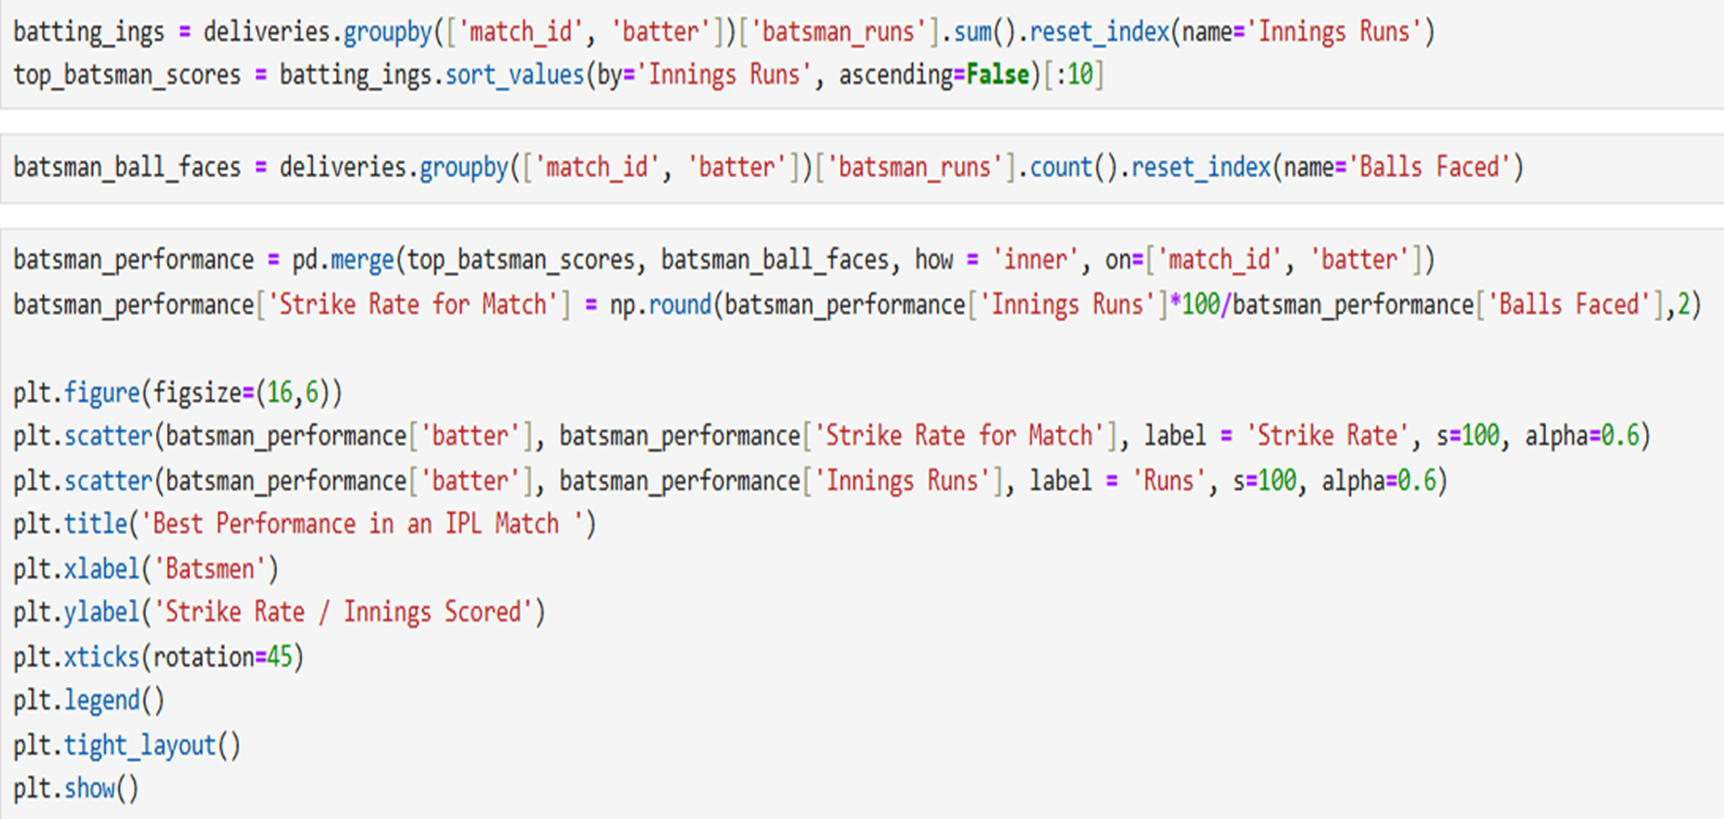 batting_ings = deliveries.groupby(['match_id', 'batter'])['batsman_runs'].sum().reset_index(name='Innings Runs')
top_batsman_scores = batting_ings.sort_values(by='Innings Runs', ascending=False)[:10]
batsman_ball_faces = deliveries.groupby(['match_id', 'batter'])['batsman_runs'].count().reset_index(name='Balls Faced')
batsman_performance = pd.merge(top_batsman_scores, batsman_ball_faces, how = 'inner', on=['match_id', 'batter'])
batsman_performance['Strike Rate for Match'] = np.round(batsman_performance['Innings Runs']*100/batsman_performance['Balls Faced'],2)
plt.figure(figsize=(16,6))
plt.scatter(batsman_performance['batter'], batsman_performance['Strike Rate for Match'], label = 'Strike Rate', s=100, alpha=0.6)
plt.scatter(batsman_performance['batter'], batsman_performance['Innings Runs'], label = 'Runs', s=100, alpha=0.6)
plt.title('Best Performance in an IPL Match ')
plt.xlabel('Batsmen')
plt.ylabel('Strike Rate / Innings Scored')
plt.xticks(rotation=45)
plt.legend()
plt.tight_layout()
plt.show()